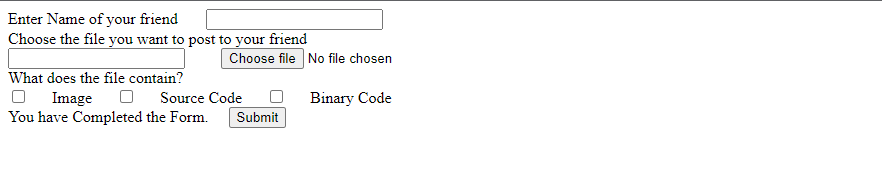 Enter Name of your friend
Choose the file you want to post to your friend
Choose file No file chosen
What does the file contain?
Image Source Code Binary Code
You have Completed the Form. Submit